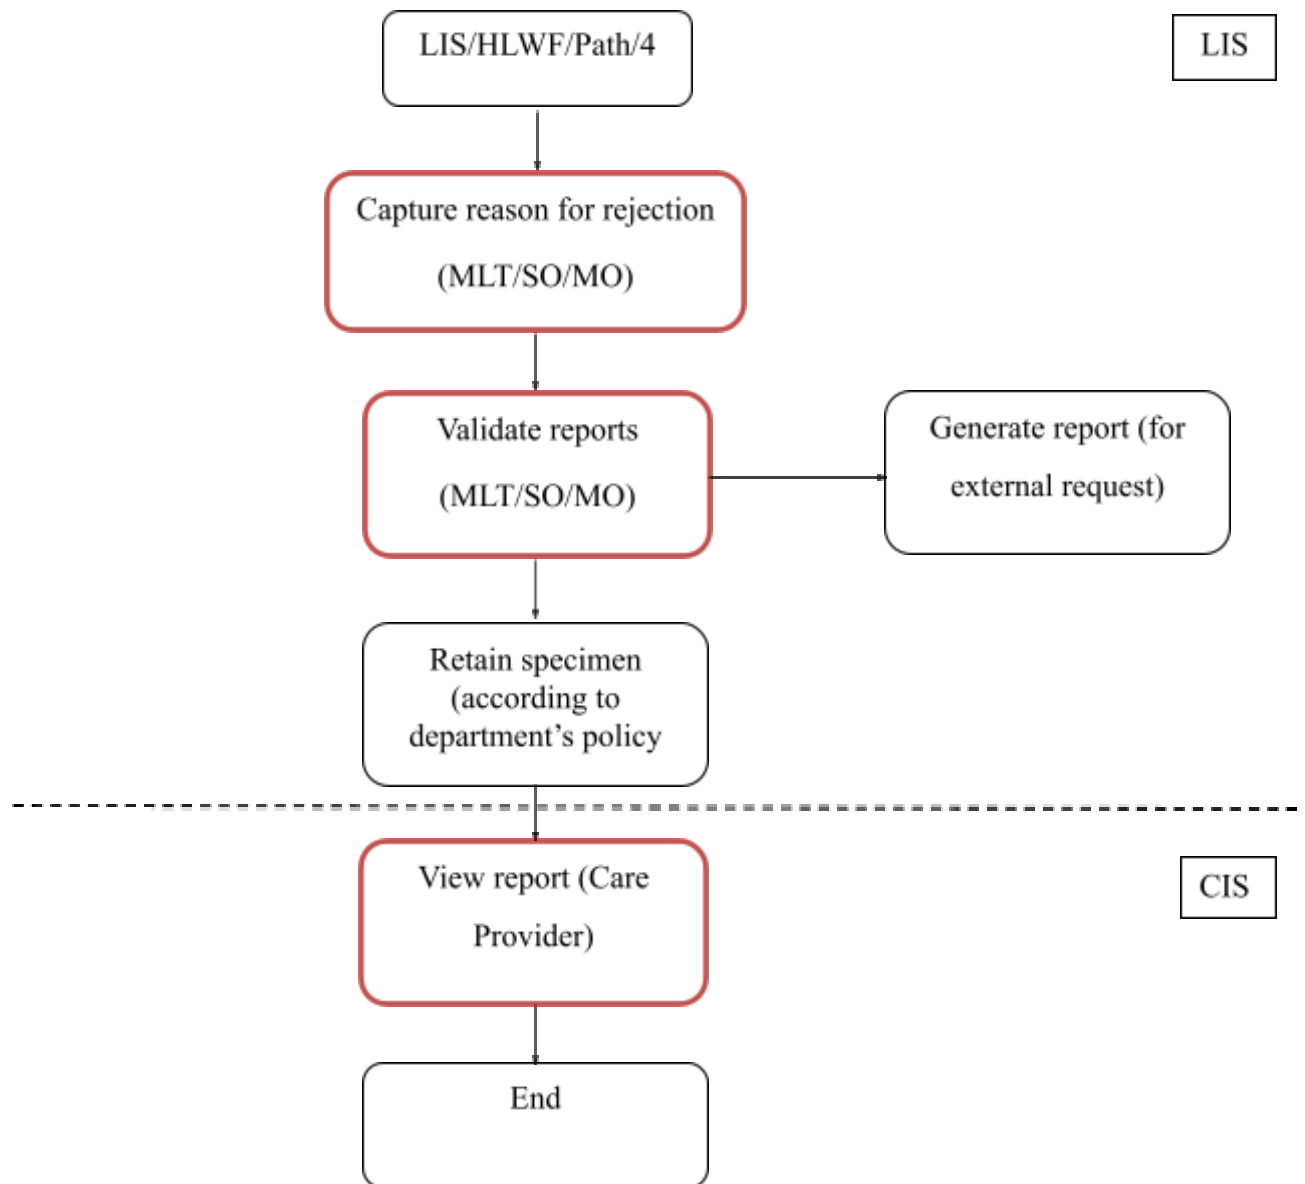 LIS/HLWF/Path/4
LIS
Capture reason for rejection
(MLT/SO/MO)
Validate reports
(MLT/SO/MO)
Generate report (for
external request)
Retain specimen
(according to
department’s policy
View report (Care
Provider)
CIS
End